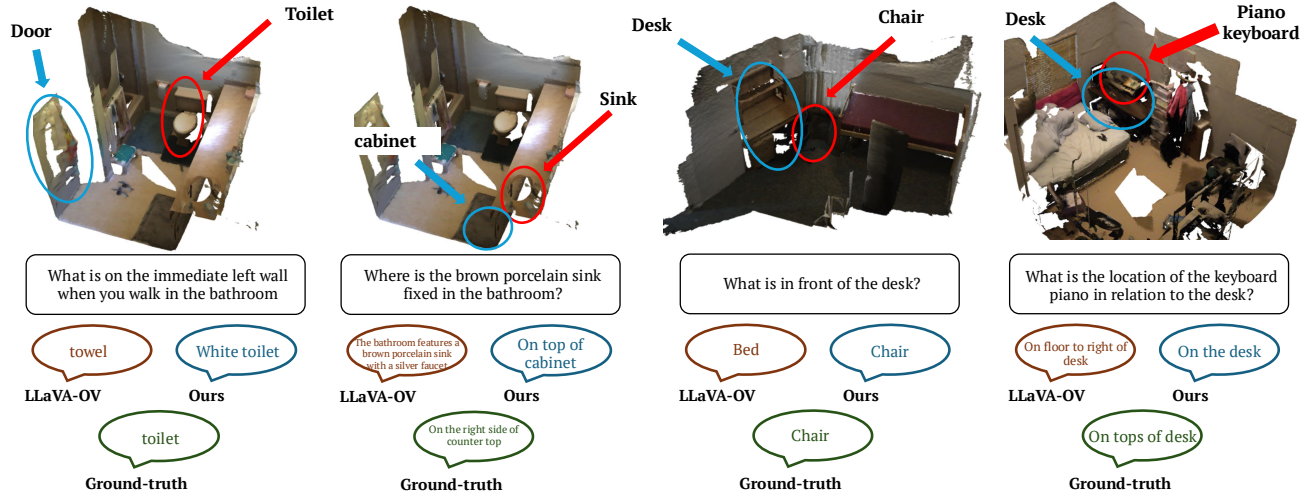 Door
Toilet
What is on the immediate left wall
when you walk in the bathroom
towel
LLaVA-OV
White toilet
Ours
toilet
Ground-truth
cabinet
Sink
Where is the brown porcelain sink
fixed in the bathroom?
The bathroom features a
brown porcelain sink
with a silver faucet
LLaVA-OV
On top of
cabinet
Ours
On the right side of
counter top
Ground-truth
Desk
Chair
What is in front of the desk?
Bed
LLaVA-OV
Chair
Ours
Chair
Ground-truth
Desk
Piano
keyboard
What is the location of the keyboard
piano in relation to the desk?
On floor to right of
desk
LLaVA-OV
On the desk
Ours
On tops of desk
Ground-truth